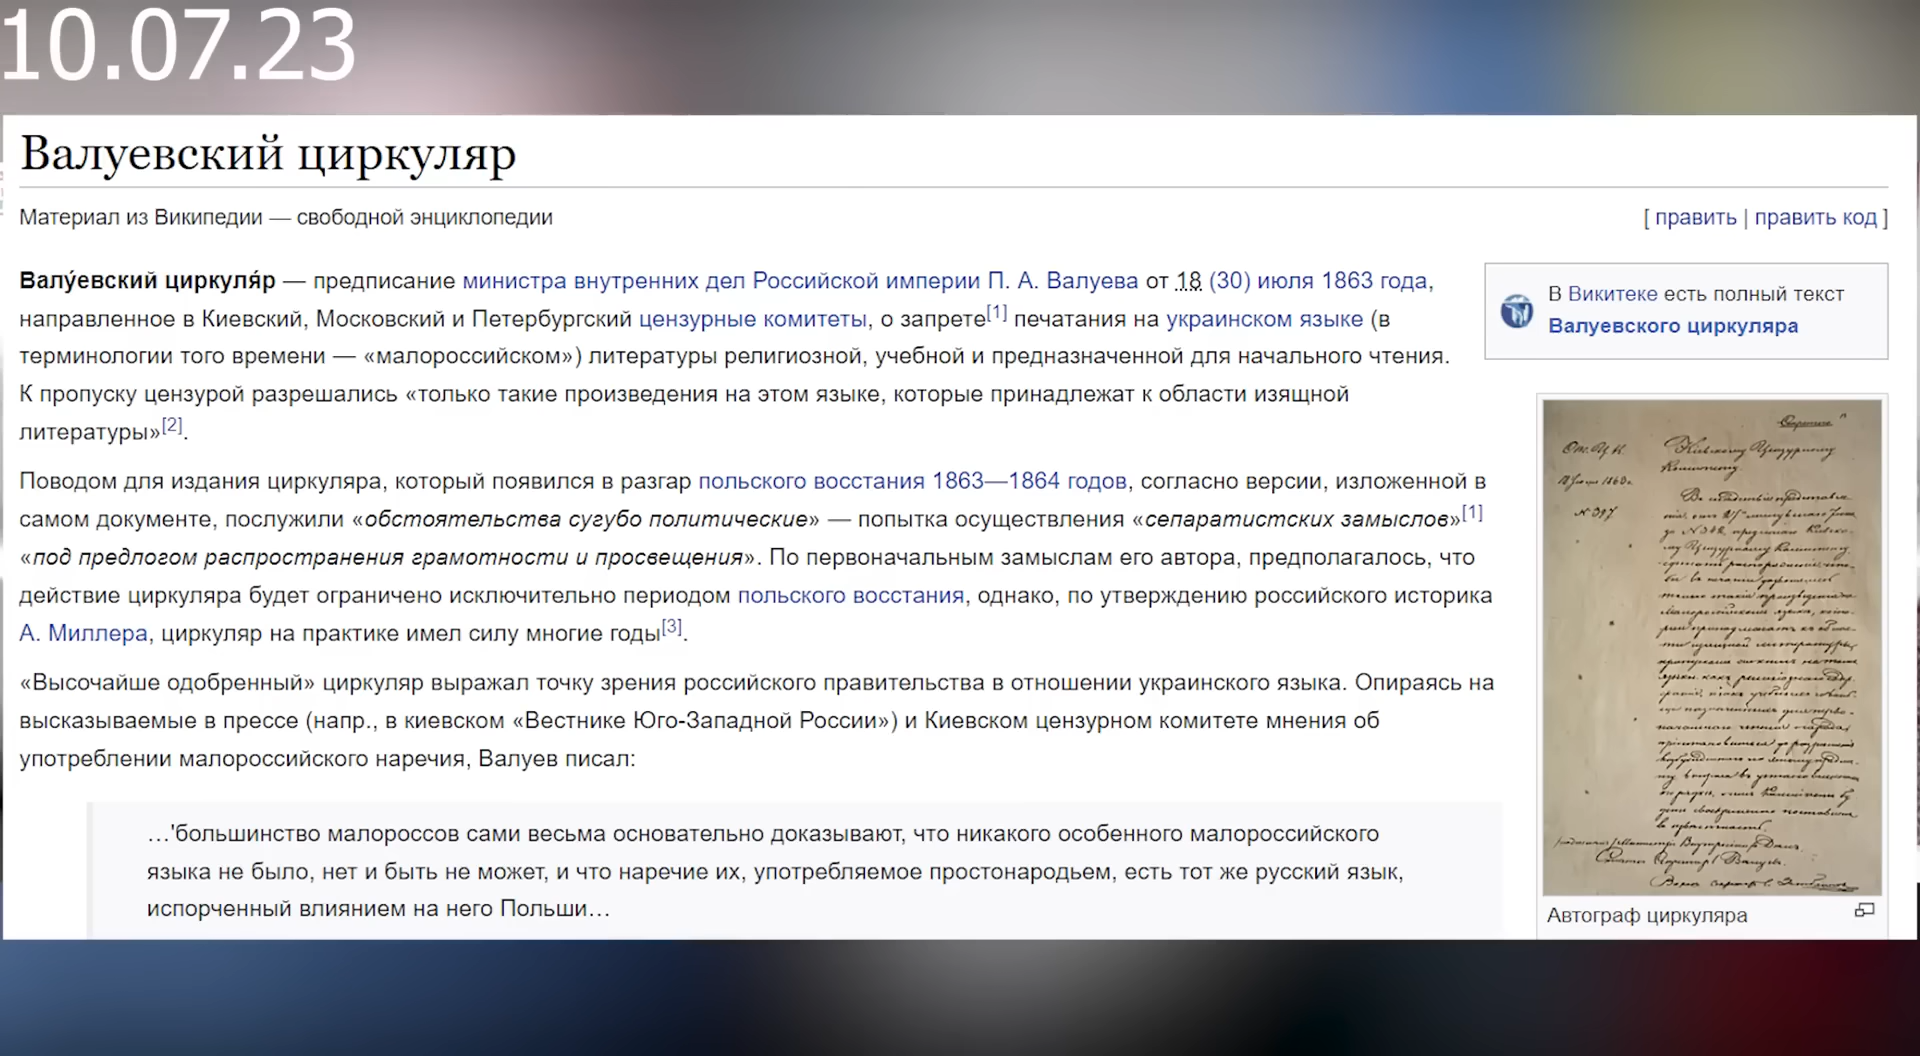 10.07.23
Валуевский циркуляр
Материал из Википедии — свободной энциклопедии
[ править | править код ]
Валу́евский циркуля́р — предписание министра внутренних дел Российской империи П. А. Валуева от 18 (30) июля 1863 года,
направленное в Киевский, Московский и Петербургский цензурные комитеты, о запрете[1] печатания на украинском языке (в
терминологии того времени — «малороссийском») литературы религиозной, учебной и предназначенной для начального чтения.
К пропуску цензурой разрешались «только такие произведения на этом языке, которые принадлежат к области изящной
литературы»[2].
Поводом для издания циркуляра, который появился в разгар польского восстания 1863—1864 годов, согласно версии, изложенной в
самом документе, послужили «обстоятельства сугубо политические» — попытка осуществления «сепаратистских замыслов»[1]
«под предлогом распространения грамотности и просвещения». По первоначальным замыслам его автора, предполагалось, что
действие циркуляра будет ограничено исключительно периодом польского восстания, однако, по утверждению российского историка
А. Миллера, циркуляр на практике имел силу многие годы[3].
«Высочайше одобренный» циркуляр выражал точку зрения российского правительства в отношении украинского языка. Опираясь на
высказываемые в прессе (напр., в киевском «Вестнике Юго-Западной России») и Киевском цензурном комитете мнения об
употреблении малороссийского наречия, Валуев писал:
…'большинство малороссов сами весьма основательно доказывают, что никакого особенного малороссийского
языка не было, нет и быть не может, и что наречие их, употребляемое простонародьем, есть тот же русский язык,
испорченный влиянием на него Польши…
В Викитеке есть полный текст
Валуевского циркуляра
Киевскому Цензурному
Автограф циркуляра